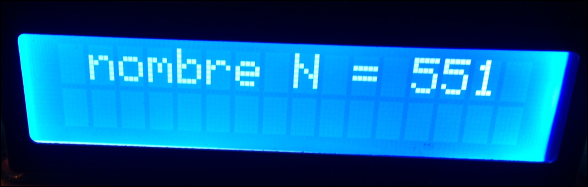 nombre N = 551